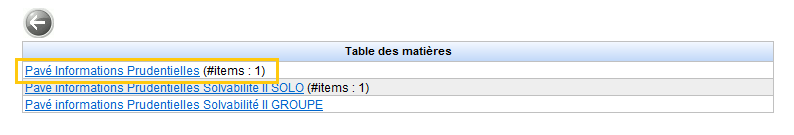 Table des matières
Pavé Informations Prudentielles (#items : 1)
Pavé informations Prudentielles Solvabilité II SOLO (#items : 1)
Pavé informations Prudentielles Solvabilité II GROUPE